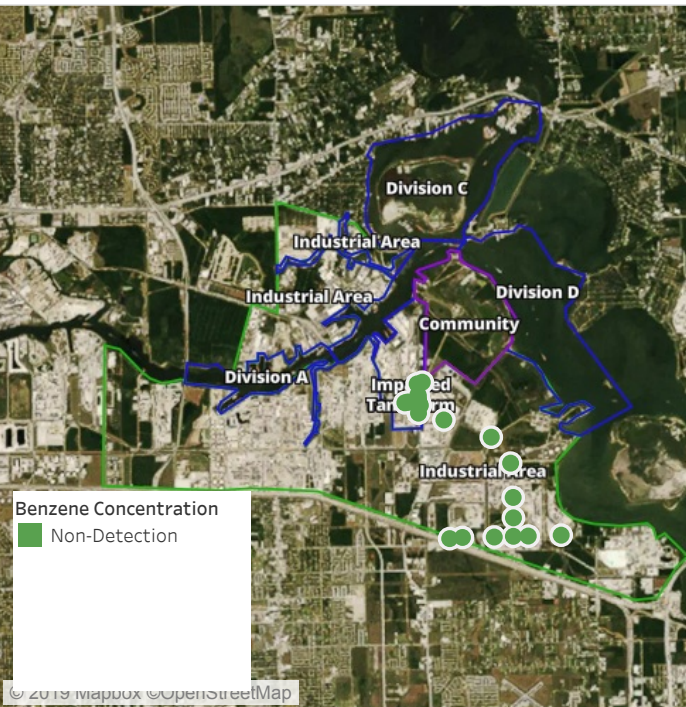 Division C
Industrial Area
Industrial Area
Division D
Community
Division A
Industrial Area
Benzene Concentration
Non-Detection
© 2019 Mapbox ©OpenStreetMap